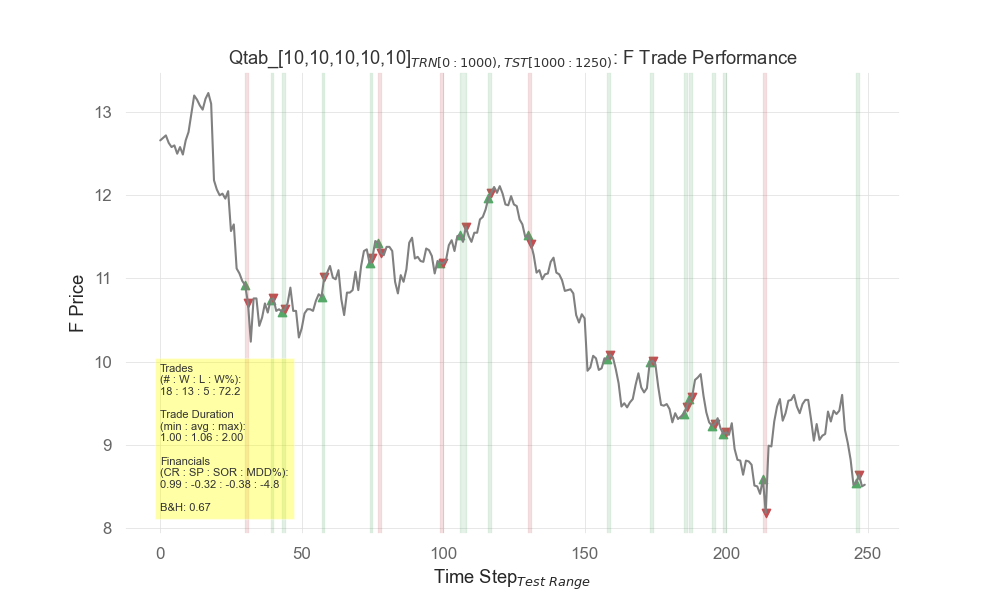 Qtab_[10,10,10,10,10]TRN[0 : 1000), TST[1000 : 1250): F Trade Performance
F Price
13
12
11
10
9
8
Trades
(# : W : L : W%):
18 : 13 : 5 : 72.2
Trade Duration
(min : avg : max):
1.00 : 1.06 : 2.00
Financials
(CR : SP : SOR : MDD%):
0.99 : -0.32 : -0.38 : -4.8
B&H: 0.67
0 50 100 150 200 250
Time StepTest Range